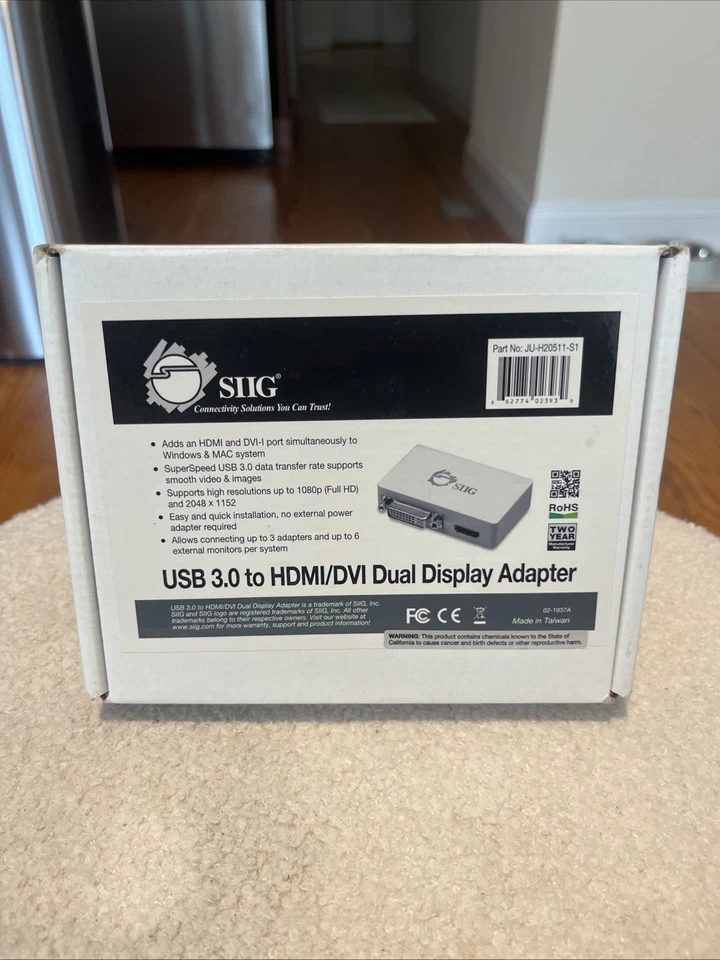 SIIG®
Connectivity Solutions You Can Trust!
Part No: JU-H20511-S1
6 62774 02393 9
• Adds an HDMI and DVI-I port simultaneously to
Windows & MAC system
• SuperSpeed USB 3.0 data transfer rate supports
smooth video & images
• Supports high resolutions up to 1080p (Full HD)
and 2048 x 1152
• Easy and quick installation, no external power
adapter required
• Allows connecting up to 3 adapters and up to 6
external monitors per system
SIIG
RoHS
TWO
YEAR
Manufacturer
Warranty
USB 3.0 to HDMI/DVI Dual Display Adapter
USB 3.0 to HDMI/DVI Dual Display Adapter is a trademark of SIIG, Inc.
SIIG and SIIG logo are registered trademarks of SIIG, Inc. All other
trademarks belong to their respective owners. Visit our website at
www.siig.com for more warranty, support and product information!
FC CE
02-1937A
Made in Taiwan
WARNING: This product contains chemicals known to the State of
California to cause cancer and birth defects or other reproductive harm.